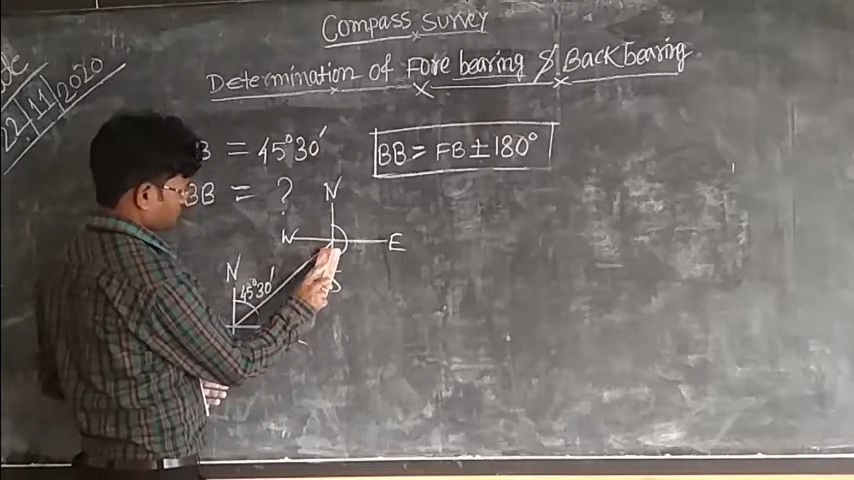 Compass Survey
Determination of Fore bearing & Back bearing
22/11/2020
B = 45°30'
BB = FB ± 180°
BB = ?
N
W E
N
45°30'
S